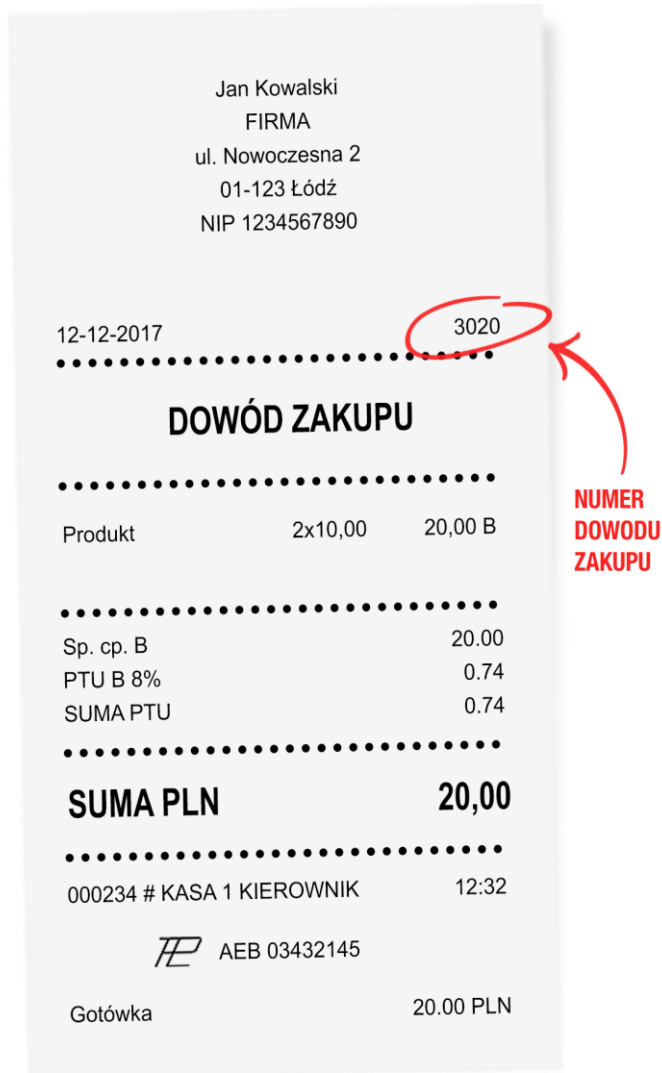 Jan Kowalski
FIRMA
ul. Nowoczesna 2
01-123 Łódź
NIP 1234567890
12-12-2017 3020
DOWÓD ZAKUPU
NUMER
DOWODU
ZAKUPU
Produkt 2x10,00 20,00 B
Sp. cp. B 20.00
PTU B 8% 0.74
SUMA PTU 0.74
SUMA PLN 20,00
000234 # KASA 1 KIEROWNIK 12:32
AEB 03432145
Gotówka 20.00 PLN